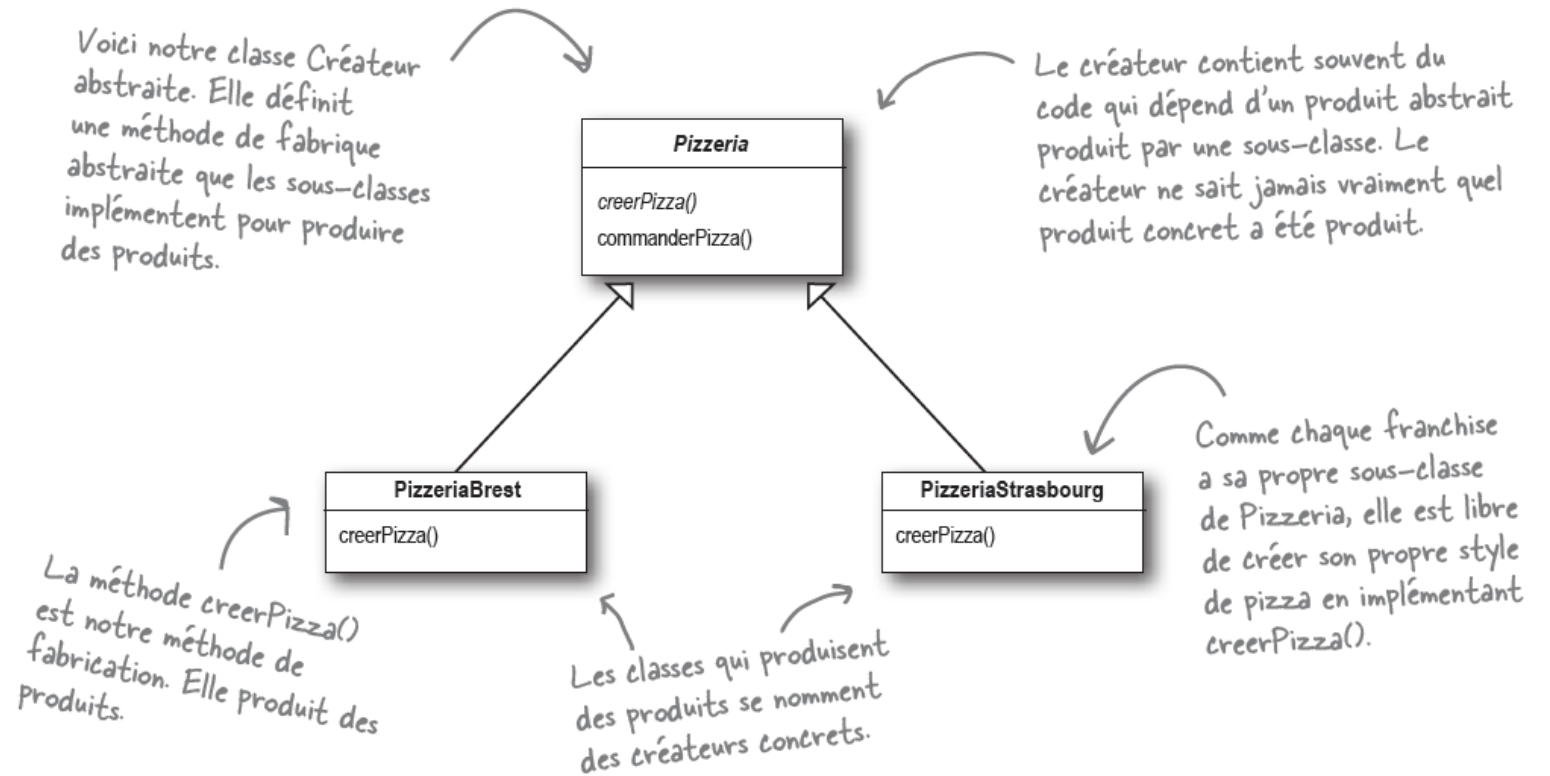 Voici notre classe Créateur
abstraite. Elle définit
une méthode de fabrique
abstraite que les sous-classes
implémentent pour produire
des produits.
Le créateur contient souvent du
code qui dépend d'un produit abstrait
produit par une sous-classe. Le
créateur ne sait jamais vraiment quel
produit concret a été produit.
Pizzeria
creerPizza()
commanderPizza()
PizzeriaBrest
creerPizza()
PizzeriaStrasbourg
creerPizza()
Comme chaque franchise
a sa propre sous-classe
de Pizzeria, elle est libre
de créer son propre style
de pizza en implémentant
creerPizza().
La méthode creerPizza()
est notre méthode de
fabrication. Elle produit des
produits.
Les classes qui produisent
des produits se nomment
des créateurs concrets.